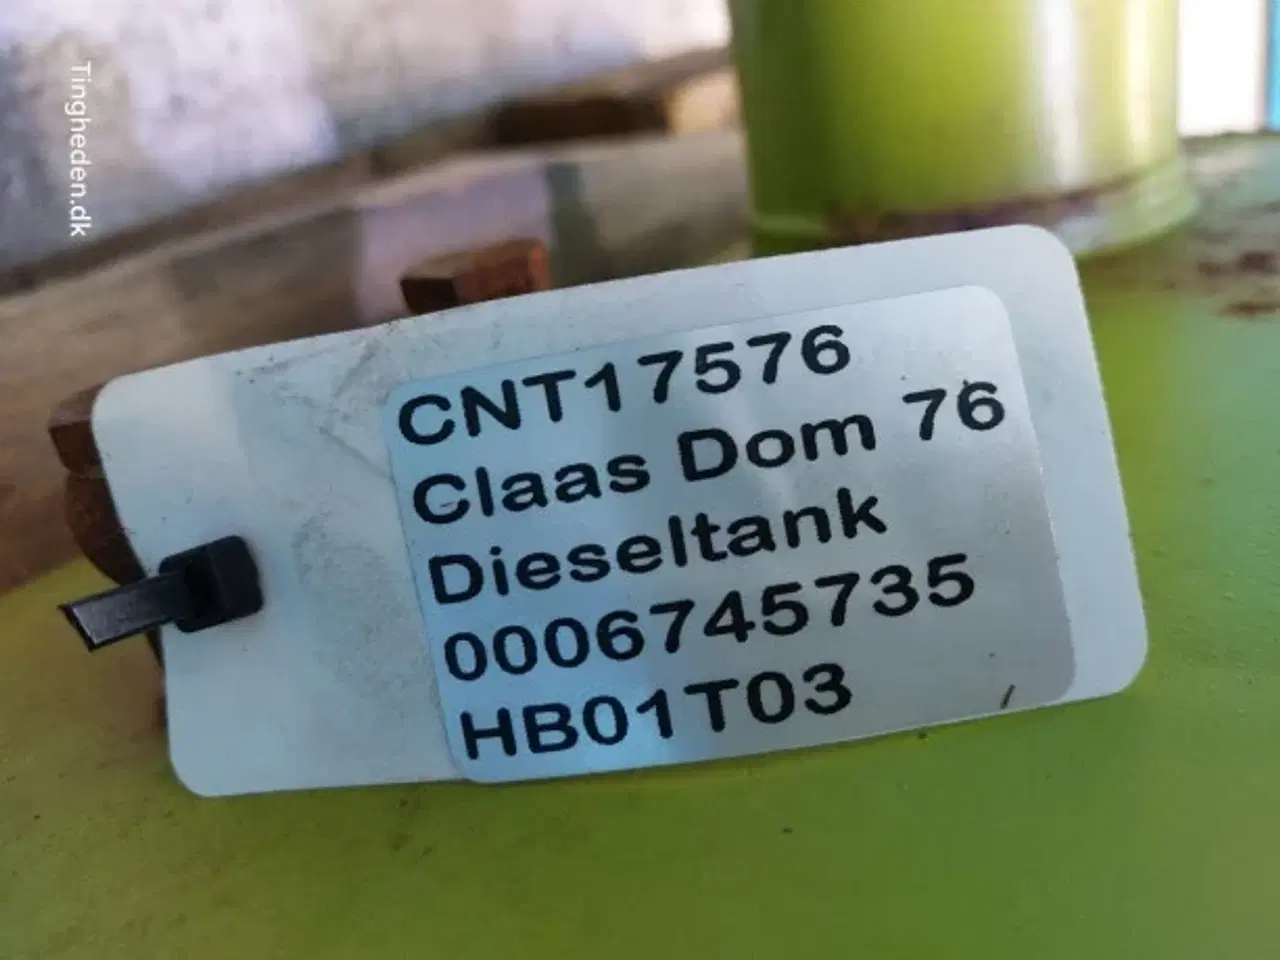 Tingheden.dk
CNT17576
Claas Dom 76
Dieseltank
0006745735
HB01T03